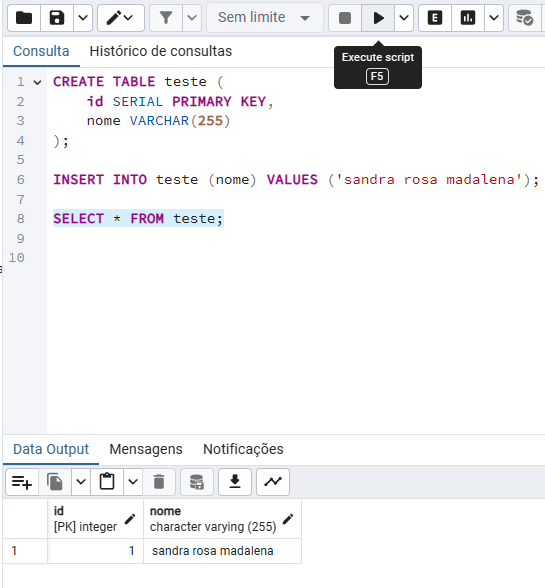 Sem limite
E
Consulta
Histórico de consultas
Execute script
F5
1 CREATE TABLE teste (
2 id SERIAL PRIMARY KEY,
3 nome VARCHAR(255)
4 );
5
6 INSERT INTO teste (nome) VALUES ('sandra rosa madalena');
7
8 SELECT * FROM teste;
9
10
Data Output
Mensagens
Notificações
id
[PK] integer
nome
character varying (255)
1 1 sandra rosa madalena